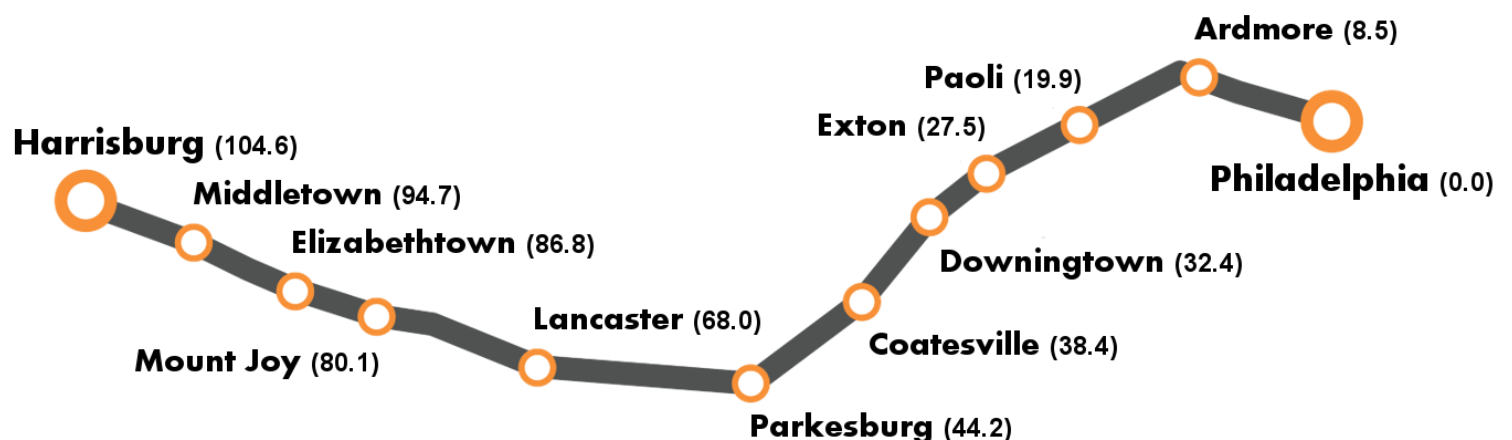 Ardmore (8.5)
Paoli (19.9)
Exton (27.5)
Harrisburg (104.6)
Philadelphia (0.0)
Middletown (94.7)
Elizabethtown (86.8)
Downingtown (32.4)
Lancaster (68.0)
Coatesville (38.4)
Mount Joy (80.1)
Parkesburg (44.2)